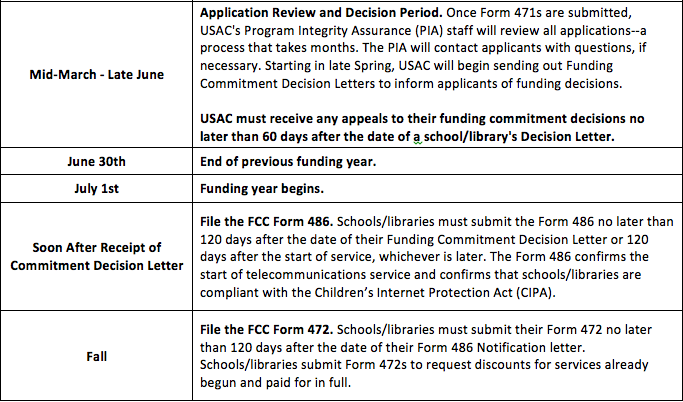 Application Review and Decision Period. Once Form 471s are submitted,
USAC's Program Integrity Assurance (PIA) staff will review all applications--a
process that takes months. The PIA will contact applicants with questions, if
Mid-March - Late June
necessary. Starting in late Spring, USAC will begin sending out Funding
Commitment Decision Letters to inform applicants of funding decisions.
USAC must receive any appeals to their funding commitment decisions no
later than 60 days after the date of a school/library's Decision Letter.
June 30th
End of previous funding year.
July 1st
Funding year begins.
Soon After Receipt of
Commitment Decision Letter
File the FCC Form 486. Schools/libraries must submit the Form 486 no later than
120 days after the date of their Funding Commitment Decision Letter or 120
days after the start of service, whichever is later. The Form 486 confirms the
start of telecommunications service and confirms that schools/libraries are
compliant with the Children’s Internet Protection Act (CIPA).
Fall
File the FCC Form 472. Schools/libraries must submit their Form 472 no later
than 120 days after the date of their Form 486 Notification letter.
Schools/libraries submit Form 472s to request discounts for services already
begun and paid for in full.